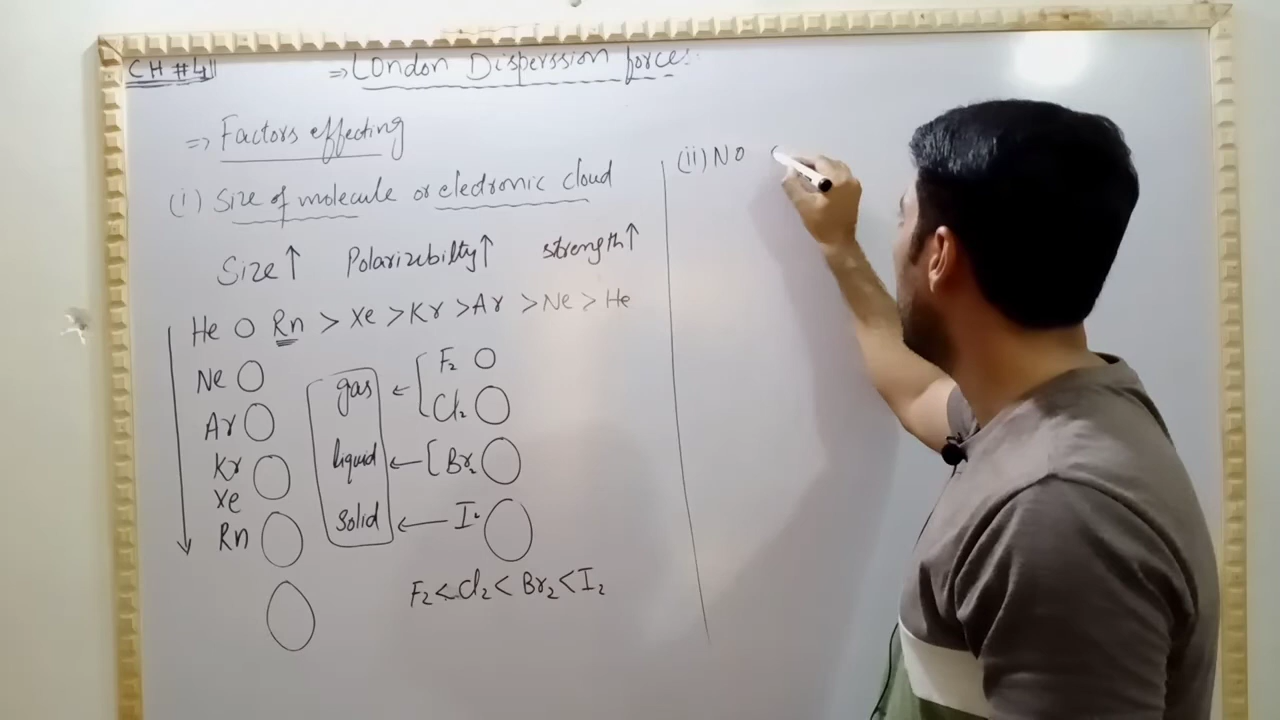 CH #4
⇒ London Disperssion force:
⇒ Factors effecting
(i) Size of molecule or eledronic cloud
Size ↑ Polarizebilty ↑ strength ↑
He Rn > Xe > Kr > Ar > Ne > He
Ne
Ar
Kr
Xe
Rn
gas ← F₂
Cl₂
liquid ← Br₂
solid ← I₂
F₂ < Cl₂ < Br₂ < I₂
(ii) No